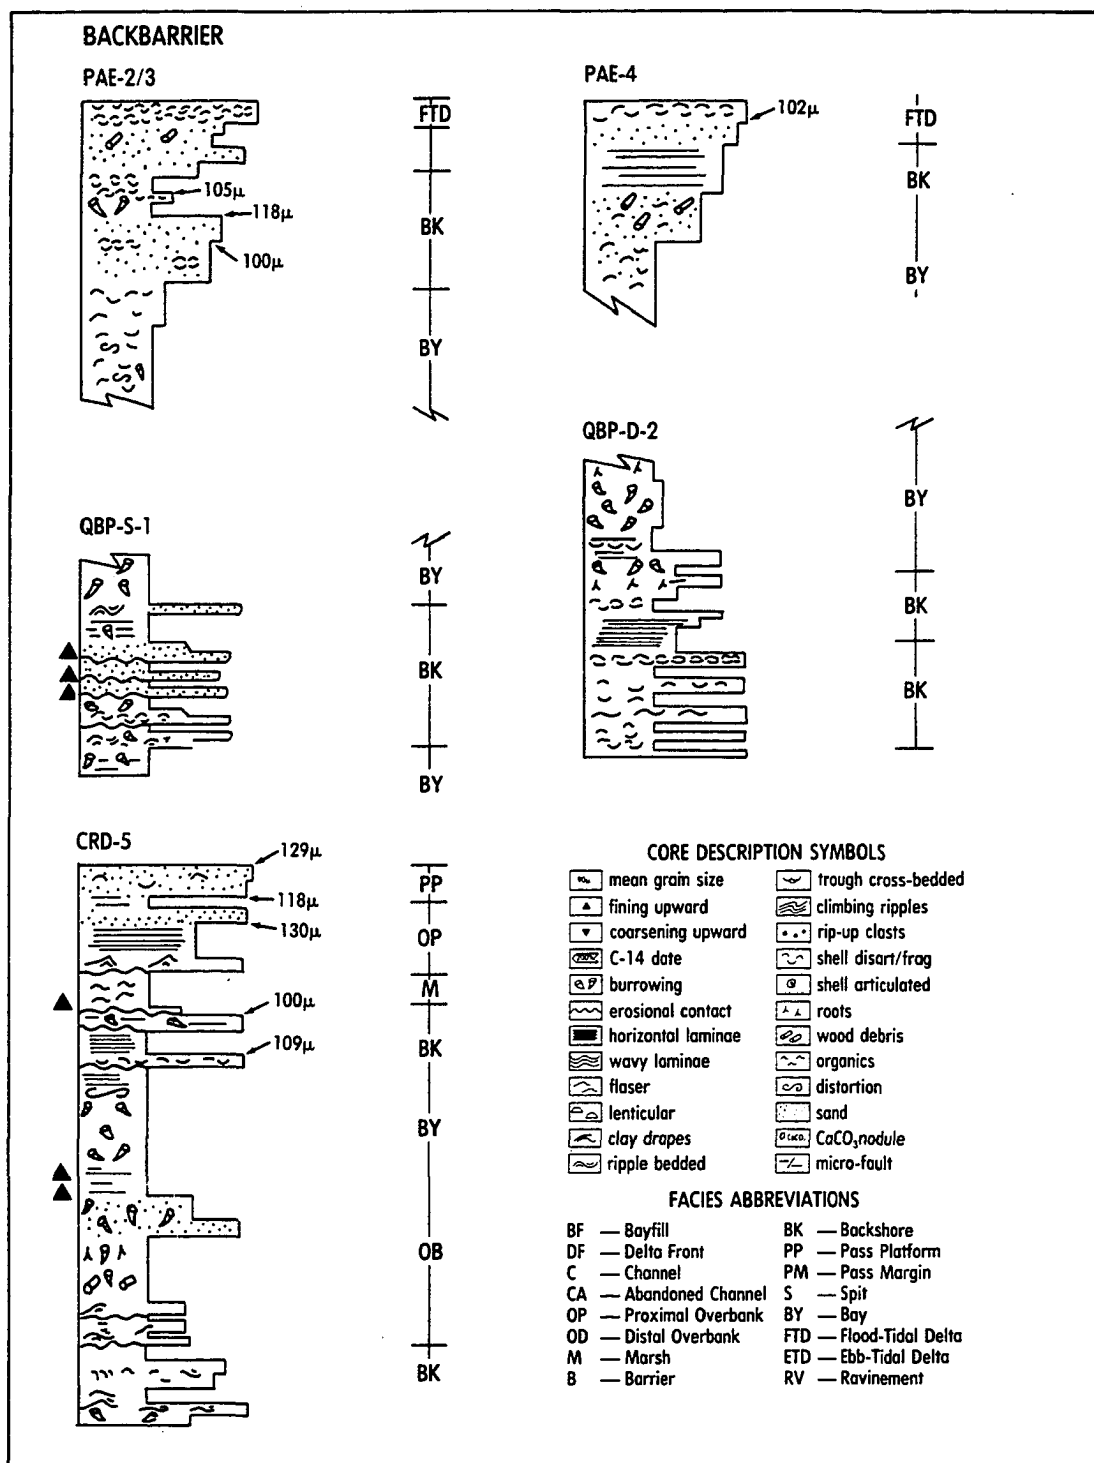 BACKBARRIER
PAE-2/3
FTD
105μ
118μ
BK
100μ
BY
PAE-4
102μ
FTD
BK
BY
QBP-S-1
BY
BK
BY
QBP-D-2
BY
BK
BK
CRD-5
129μ
PP
118μ
130μ
OP
M
100μ
BK
109μ
BY
OB
BK
CORE DESCRIPTION SYMBOLS
mean grain size
fining upward
coarsening upward
C-14 date
burrowing
erosional contact
horizontal laminae
wavy laminae
flaser
lenticular
clay drapes
ripple bedded
trough cross-bedded
climbing ripples
rip-up clasts
shell disart/frag
shell articulated
roots
wood debris
organics
distortion
sand
CaCO₃nodule
micro-fault
FACIES ABBREVIATIONS
BF — Bayfill
DF — Delta Front
C — Channel
CA — Abandoned Channel
OP — Proximal Overbank
OD — Distal Overbank
M — Marsh
B — Barrier
BK — Backshore
PP — Pass Platform
PM — Pass Margin
S — Spit
BY — Bay
FTD — Flood-Tidal Delta
ETD — Ebb-Tidal Delta
RV — Ravinement